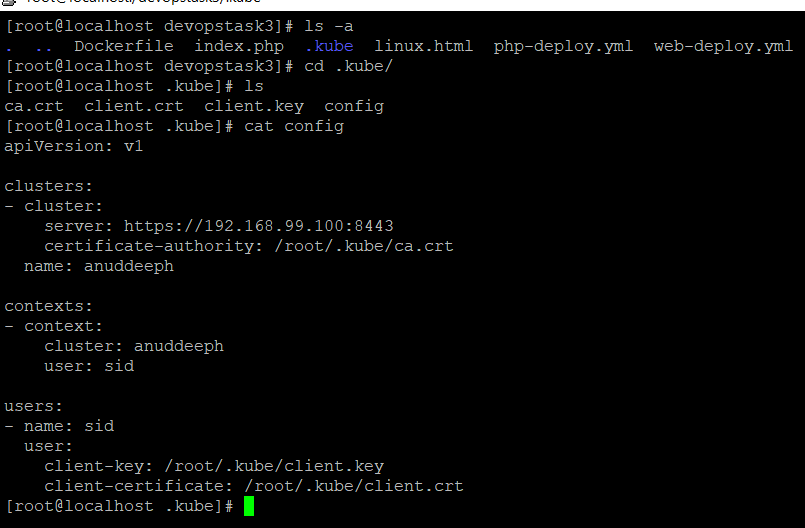 [root@localhost devopstask3]# ls -a
.  ..  Dockerfile  index.php  .kube  linux.html  php-deploy.yml  web-deploy.yml
[root@localhost devopstask3]# cd .kube/
[root@localhost .kube]# ls
ca.crt  client.crt  client.key  config
[root@localhost .kube]# cat config
apiVersion: v1

clusters:
- cluster:
    server: https://192.168.99.100:8443
    certificate-authority: /root/.kube/ca.crt
  name: anuddeeph

contexts:
- context:
    cluster: anuddeeph
    user: sid

users:
- name: sid
  user:
    client-key: /root/.kube/client.key
    client-certificate: /root/.kube/client.crt
[root@localhost .kube]#